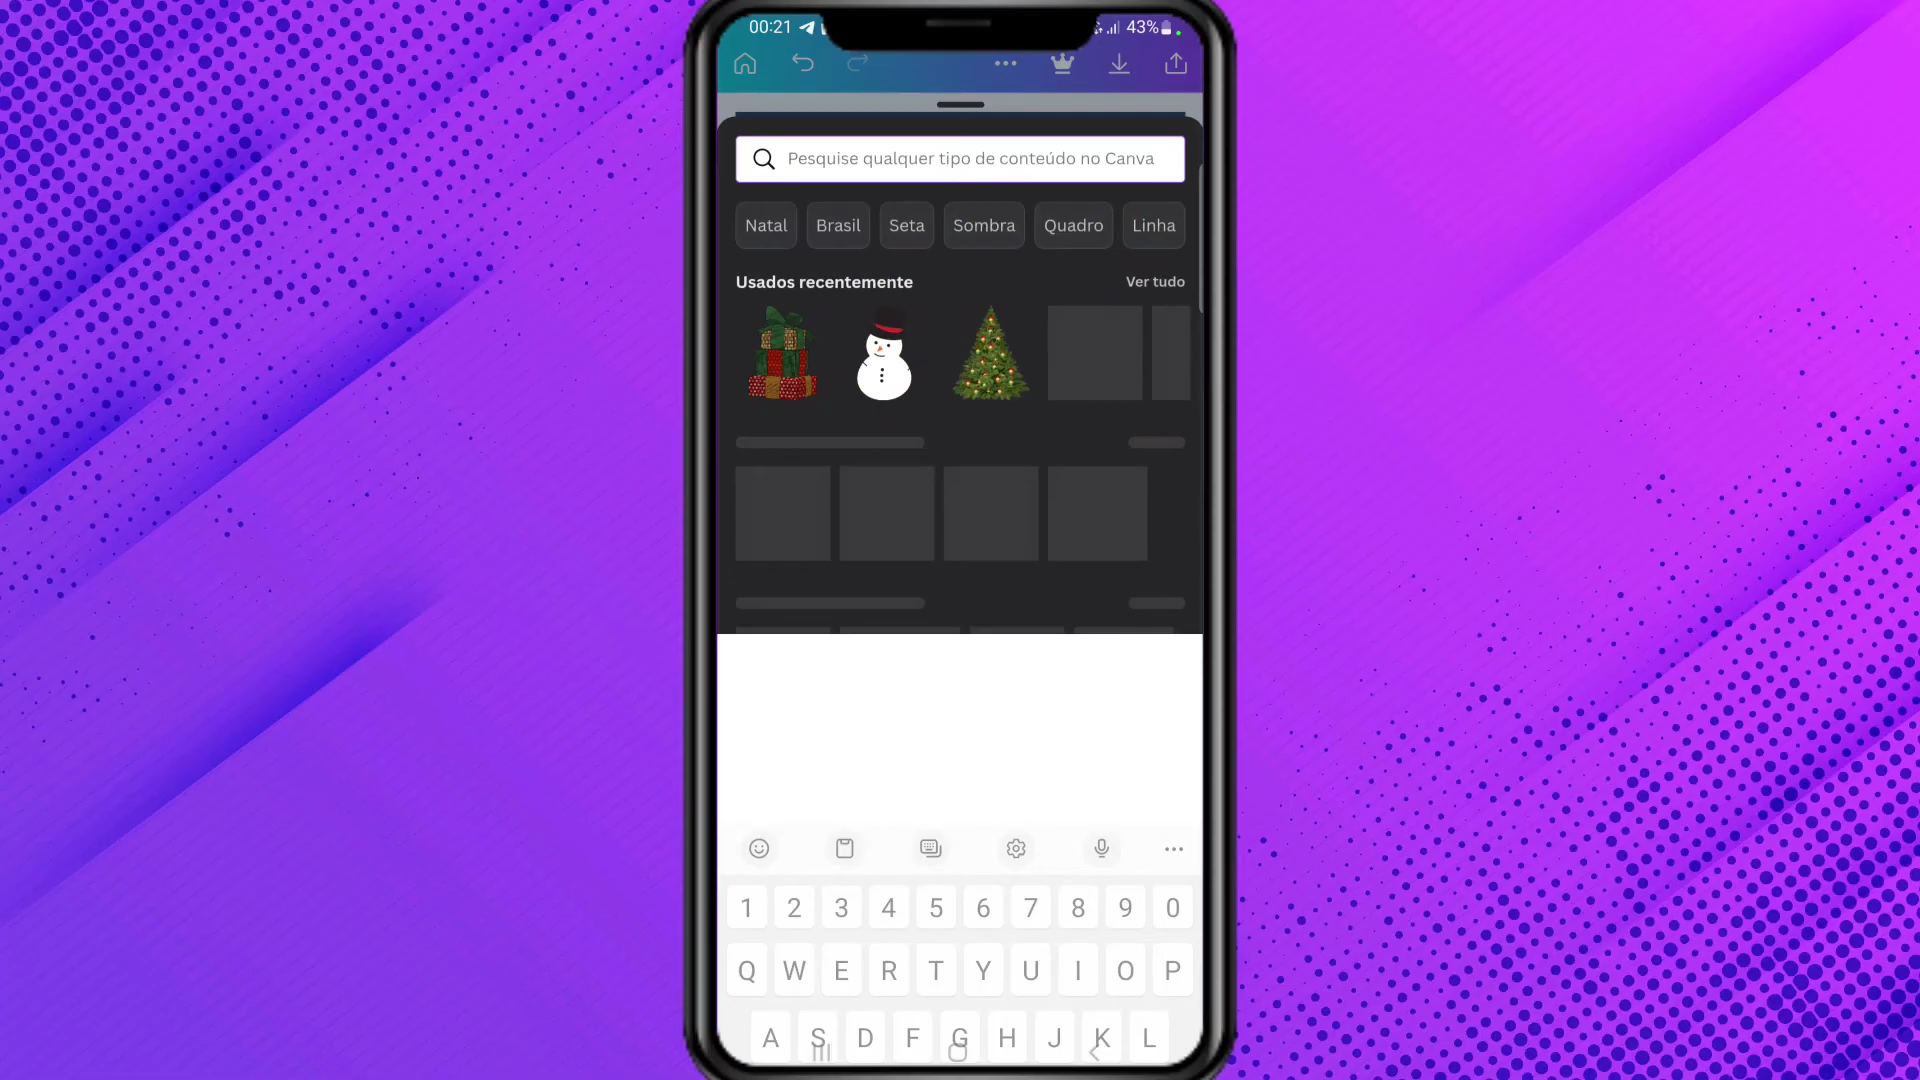 00:21 43%
Pesquise qualquer tipo de conteúdo no Canva
Natal Brasil Seta Sombra Quadro Linha
Usados recentemente Ver tudo
1 2 3 4 5 6 7 8 9 0
Q W E R T Y U I O P
A S D F G H J K L